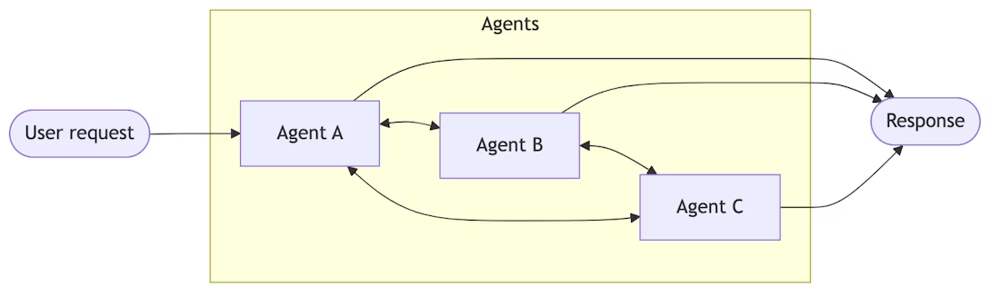 Agents
User request
Agent A
Agent B
Agent C
Response